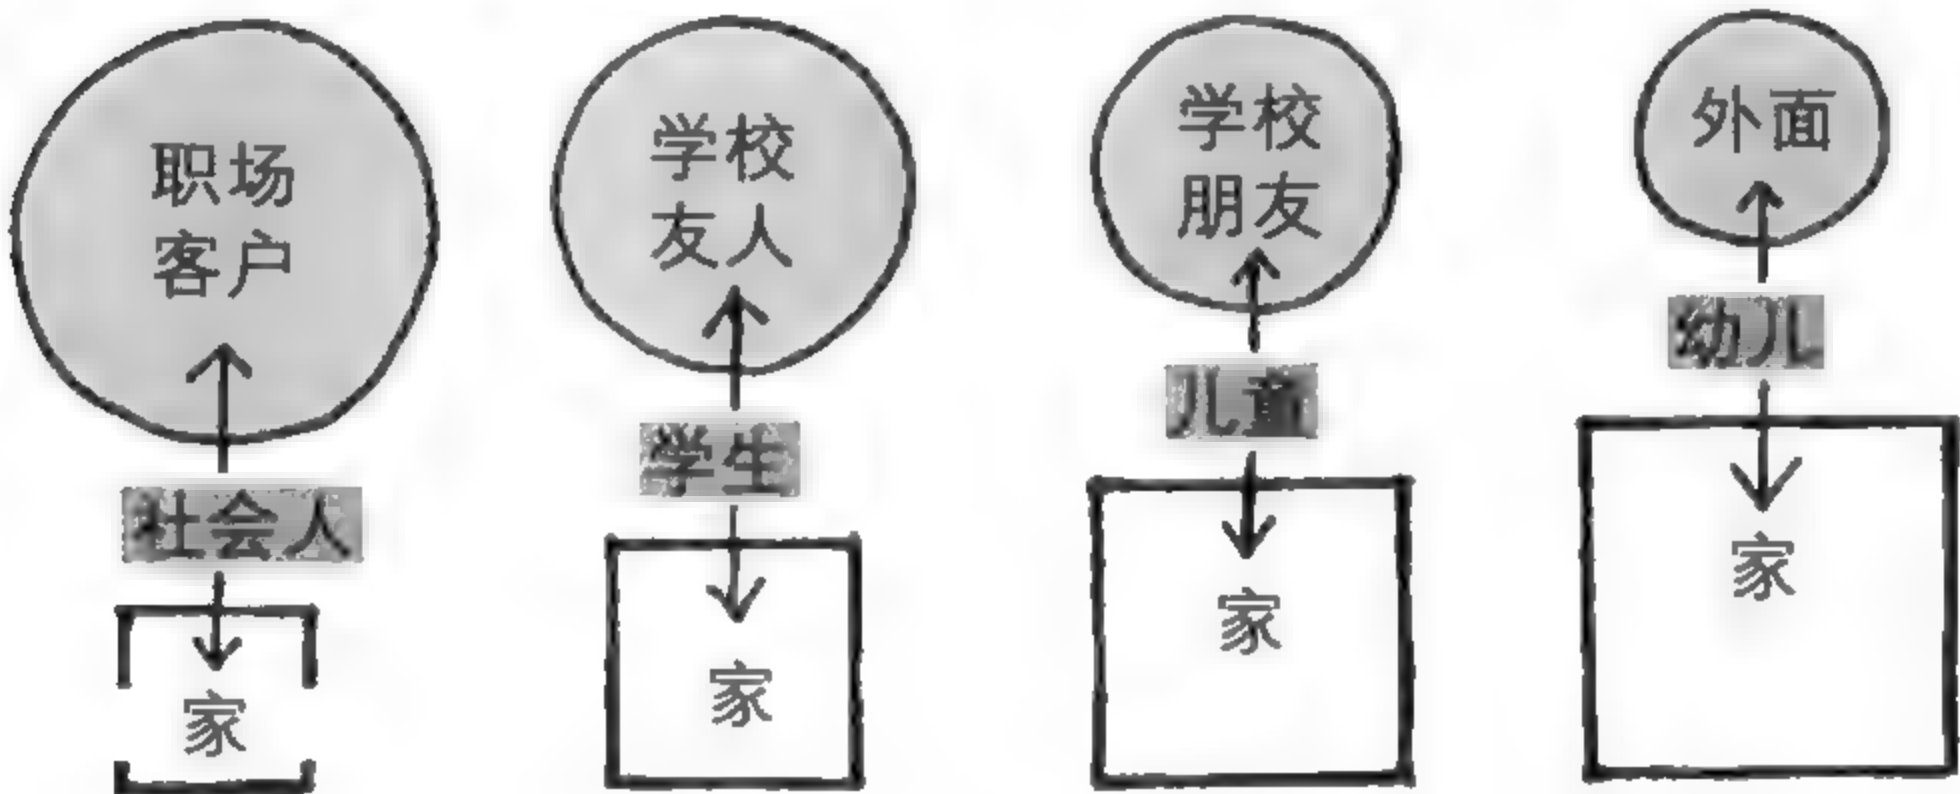 职场
客户
社会人
家
学校
友人
学生
家
学校
朋友
儿童
家
外面
幼儿
家